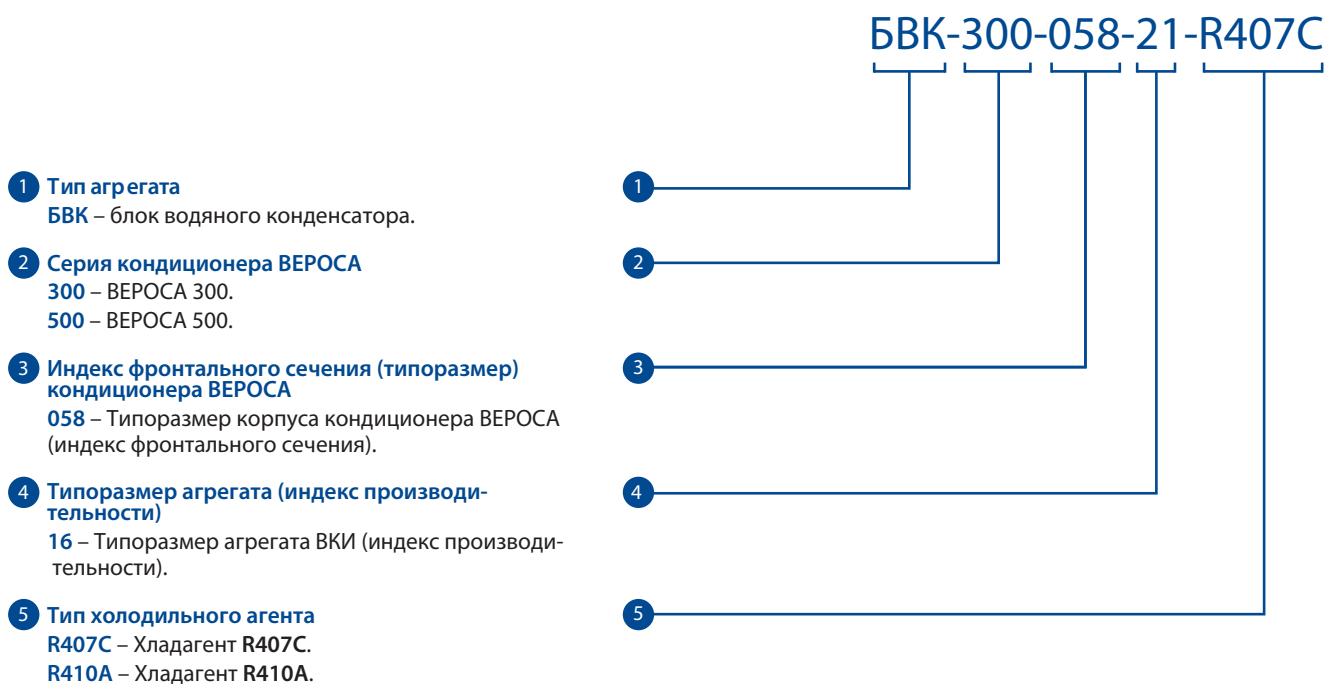 БВК-300-058-21-R407C
1 Тип агрегата
БВК – блок водяного конденсатора.
2 Серия кондиционера ВЕРОСА
300 – ВЕРОСА 300.
500 – ВЕРОСА 500.
3 Индекс фронтального сечения (типоразмер)
кондиционера ВЕРОСА
058 – Типоразмер корпуса кондиционера ВЕРОСА
(индекс фронтального сечения).
4 Типоразмер агрегата (индекс производи-
тельности)
16 – Типоразмер агрегата ВКИ (индекс производи-
тельности).
5 Тип холодильного агента
R407C – Хладагент R407C.
R410A – Хладагент R410A.
1
2
3
4
5